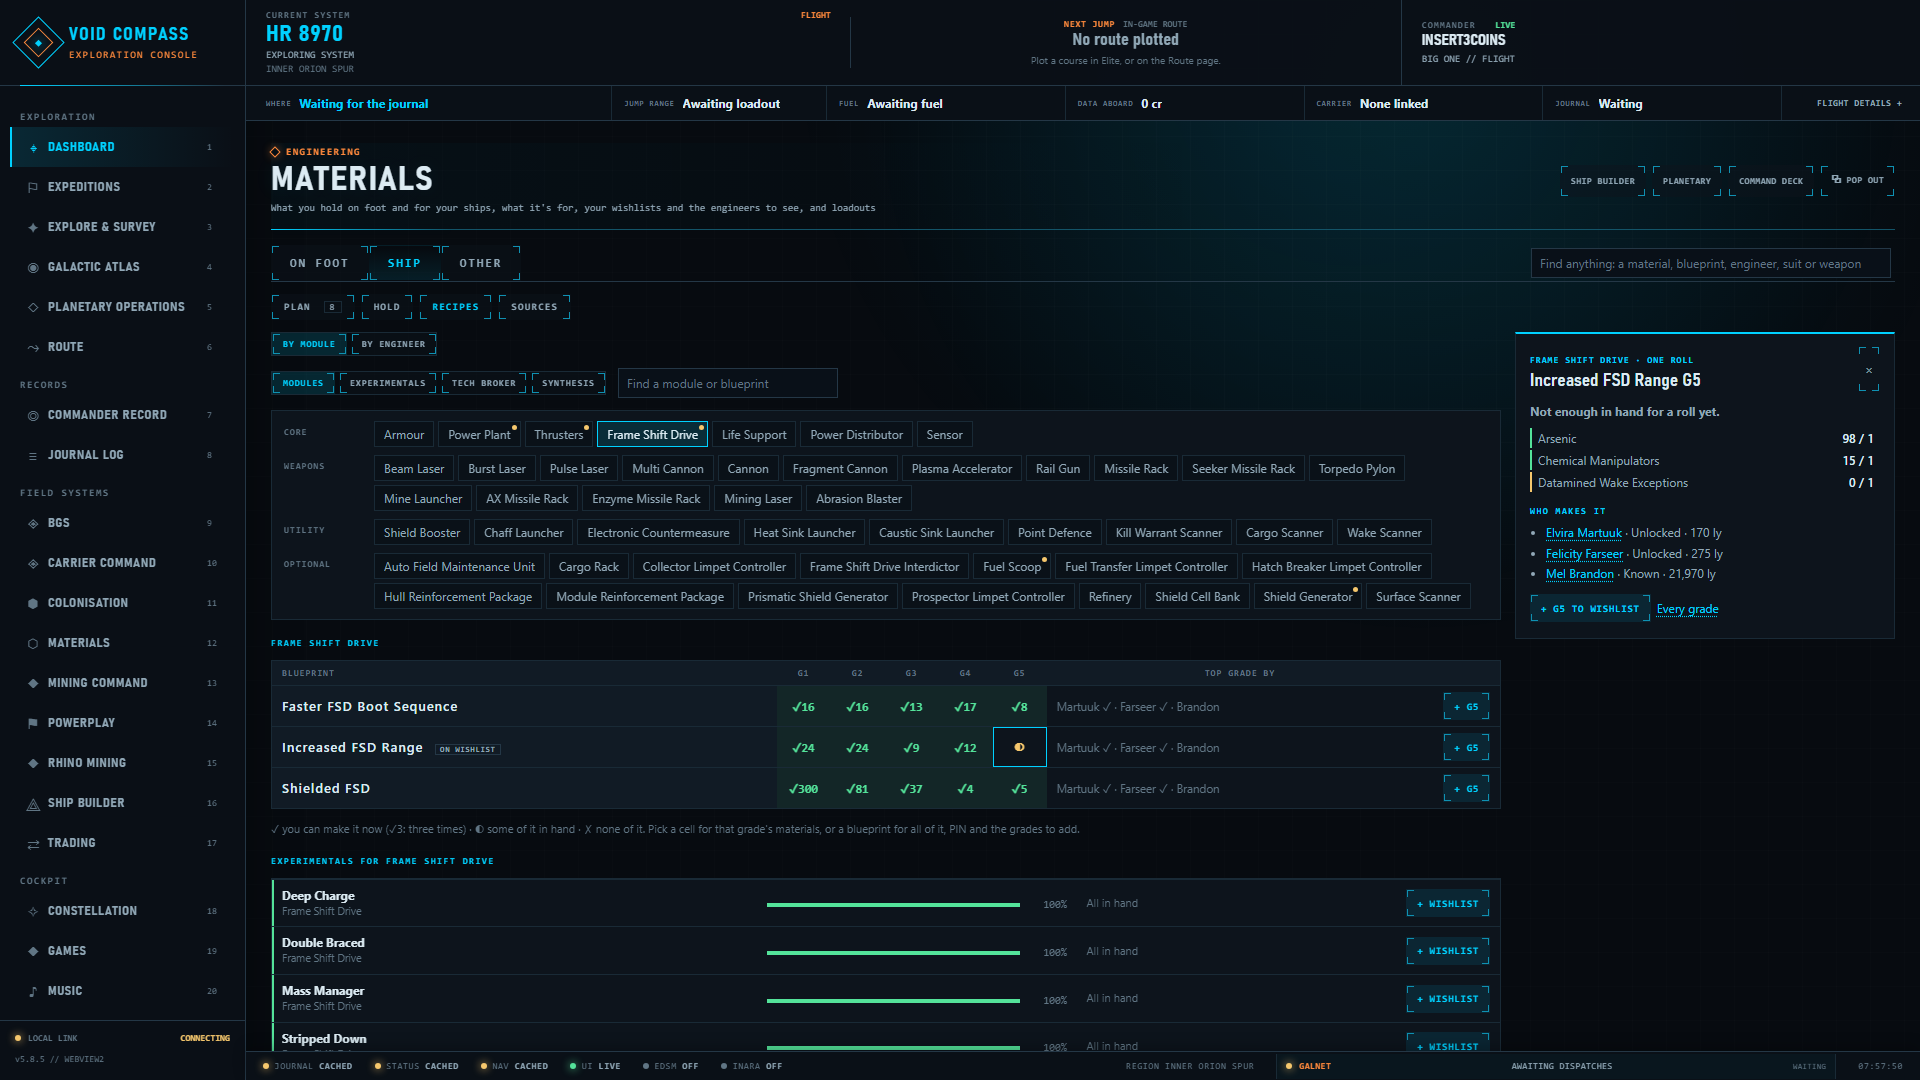 VOID COMPASS
EXPLORATION CONSOLE
CURRENT SYSTEM
HR 8970
EXPLORING SYSTEM
INNER ORION SPUR
FLIGHT
NEXT JUMP IN-GAME ROUTE
No route plotted
Plot a course in Elite, or on the Route page.
COMMANDER LIVE
INSERT3COINS
BIG ONE // FLIGHT
WHERE Waiting for the journal
JUMP RANGE Awaiting loadout
FUEL Awaiting fuel
DATA ABOARD 0 cr
CARRIER None linked
JOURNAL Waiting
FLIGHT DETAILS +
EXPLORATION
DASHBOARD 1
EXPEDITIONS 2
EXPLORE & SURVEY 3
GALACTIC ATLAS 4
PLANETARY OPERATIONS 5
ROUTE 6
RECORDS
COMMANDER RECORD 7
JOURNAL LOG 8
FIELD SYSTEMS
BGS 9
CARRIER COMMAND 10
COLONISATION 11
MATERIALS 12
MINING COMMAND 13
POWERPLAY 14
RHINO MINING 15
SHIP BUILDER 16
TRADING 17
COCKPIT
CONSTELLATION 18
GAMES 19
MUSIC 20
LOCAL LINK CONNECTING
v5.8.5 // WEBVIEW2
ENGINEERING
MATERIALS
What you hold on foot and for your ships, what it's for, your wishlists and the engineers to see, and loadouts
SHIP BUILDER
PLANETARY
COMMAND DECK
POP OUT
ON FOOT
SHIP
OTHER
Find anything: a material, blueprint, engineer, suit or weapon
PLAN 8
HOLD
RECIPES
SOURCES
BY MODULE
BY ENGINEER
MODULES
EXPERIMENTALS
TECH BROKER
SYNTHESIS
Find a module or blueprint
CORE Armour Power Plant Thrusters Frame Shift Drive Life Support Power Distributor Sensor
WEAPONS Beam Laser Burst Laser Pulse Laser Multi Cannon Cannon Fragment Cannon Plasma Accelerator Rail Gun Missile Rack Seeker Missile Rack Torpedo Pylon
Mine Launcher AX Missile Rack Enzyme Missile Rack Mining Laser Abrasion Blaster
UTILITY Shield Booster Chaff Launcher Electronic Countermeasure Heat Sink Launcher Caustic Sink Launcher Point Defence Kill Warrant Scanner Cargo Scanner Wake Scanner
OPTIONAL Auto Field Maintenance Unit Cargo Rack Collector Limpet Controller Frame Shift Drive Interdictor Fuel Scoop Fuel Transfer Limpet Controller Hatch Breaker Limpet Controller
Hull Reinforcement Package Module Reinforcement Package Prismatic Shield Generator Prospector Limpet Controller Refinery Shield Cell Bank Shield Generator Surface Scanner
FRAME SHIFT DRIVE
BLUEPRINT G1 G2 G3 G4 G5 TOP GRADE BY
Faster FSD Boot Sequence ✓16 ✓16 ✓13 ✓17 ✓8 Martuuk ✓ · Farseer ✓ · Brandon + G5
Increased FSD Range ON WISHLIST ✓24 ✓24 ✓9 ✓12 ◐ Martuuk ✓ · Farseer ✓ · Brandon + G5
Shielded FSD ✓300 ✓81 ✓37 ✓4 ✓5 Martuuk ✓ · Farseer ✓ · Brandon + G5
✓ you can make it now (✓3: three times) · ◐ some of it in hand · ✗ none of it. Pick a cell for that grade's materials, or a blueprint for all of it, PIN and the grades to add.
EXPERIMENTALS FOR FRAME SHIFT DRIVE
Deep Charge
Frame Shift Drive
100% All in hand + WISHLIST
Double Braced
Frame Shift Drive
100% All in hand + WISHLIST
Mass Manager
Frame Shift Drive
100% All in hand + WISHLIST
Stripped Down
100% All in hand + WISHLIST
FRAME SHIFT DRIVE · ONE ROLL
Increased FSD Range G5
×
Not enough in hand for a roll yet.
Arsenic 98 / 1
Chemical Manipulators 15 / 1
Datamined Wake Exceptions 0 / 1
WHO MAKES IT
• Elvira Martuuk · Unlocked · 170 ly
• Felicity Farseer · Unlocked · 275 ly
• Mel Brandon · Known · 21,970 ly
+ G5 TO WISHLIST Every grade
JOURNAL CACHED
STATUS CACHED
NAV CACHED
UI LIVE
EDSM OFF
INARA OFF
REGION INNER ORION SPUR
GALNET
AWAITING DISPATCHES
WAITING
07:57:50